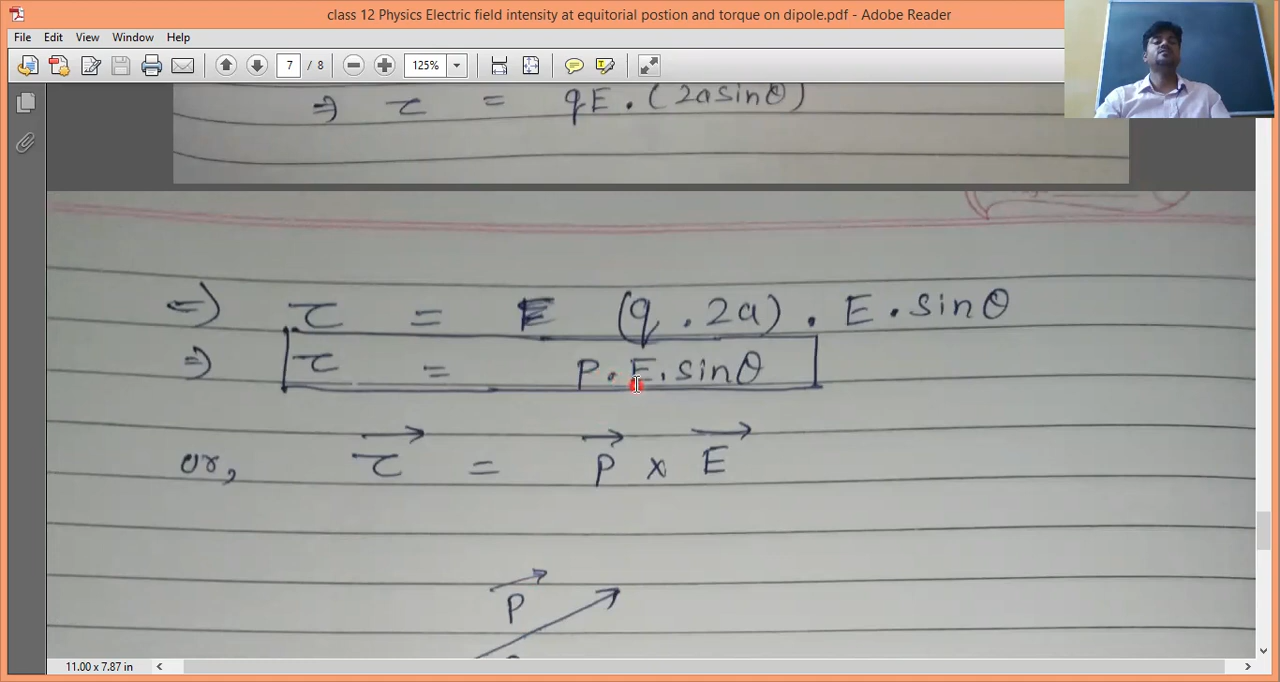 class 12 Physics Electric field intensity at equitorial postion and torque on dipole.pdf - Adobe Reader
File Edit View Window Help
7 / 8 125%
⇒ τ = qE . (2a sinθ)
⇒ τ = E (q . 2a) . E . sinθ
⇒ τ = P . E . sinθ
or, τ⃗ = P⃗ × E⃗
P⃗
11.00 x 7.87 in